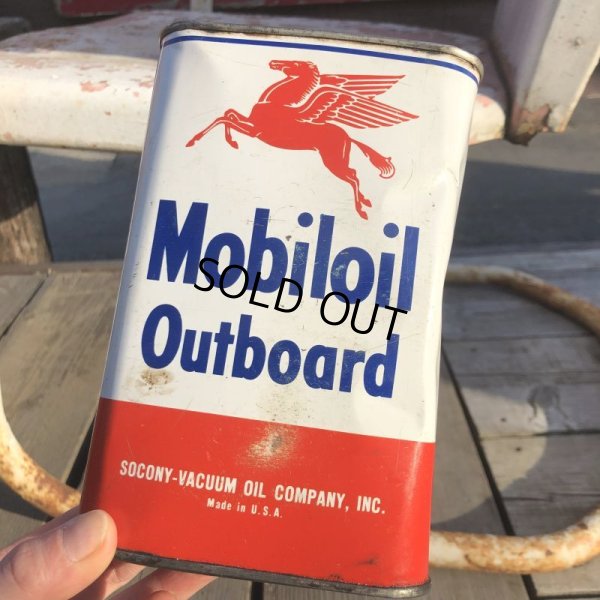 Mobiloil
SOLD OUT
Outboard
SOCONY-VACUUM OIL COMPANY, INC.
Made in U.S.A.